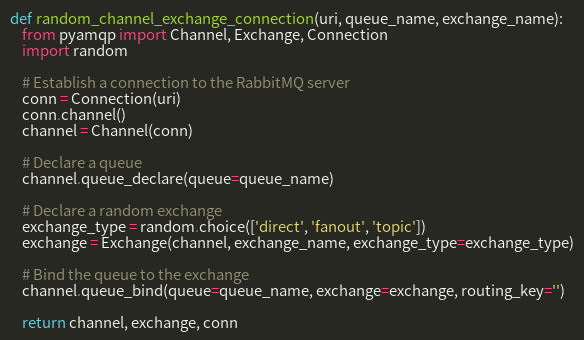 def random_channel_exchange_connection(uri, queue_name, exchange_name):
from pyamqp import Channel, Exchange, Connection
import random
# Establish a connection to the RabbitMQ server
conn = Connection(uri)
conn.channel()
channel = Channel(conn)
# Declare a queue
channel.queue_declare(queue=queue_name)
# Declare a random exchange
exchange_type = random.choice(['direct', 'fanout', 'topic'])
exchange = Exchange(channel, exchange_name, exchange_type=exchange_type)
# Bind the queue to the exchange
channel.queue_bind(queue=queue_name, exchange=exchange, routing_key='')
return channel, exchange, conn